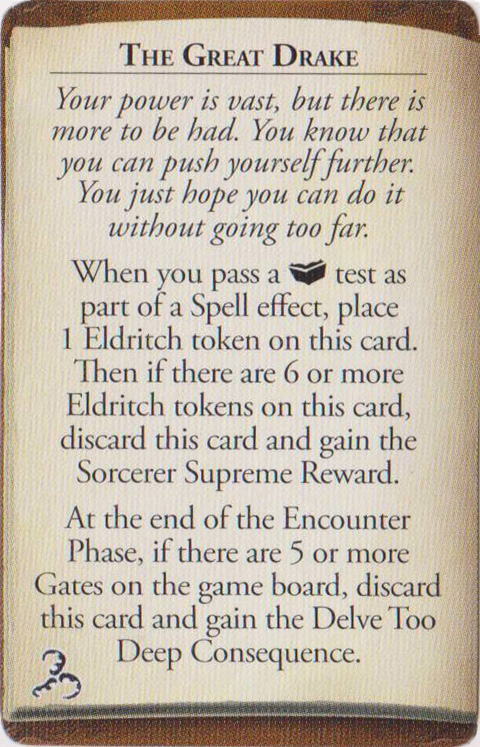 THE GREAT DRAKE
Your power is vast, but there is
more to be had. You know that
you can push yourself further.
You just hope you can do it
without going too far.
When you pass a test as
part of a Spell effect, place
1 Eldritch token on this card.
Then if there are 6 or more
Eldritch tokens on this card,
discard this card and gain the
Sorcerer Supreme Reward.
At the end of the Encounter
Phase, if there are 5 or more
Gates on the game board, discard
this card and gain the Delve Too
Deep Consequence.